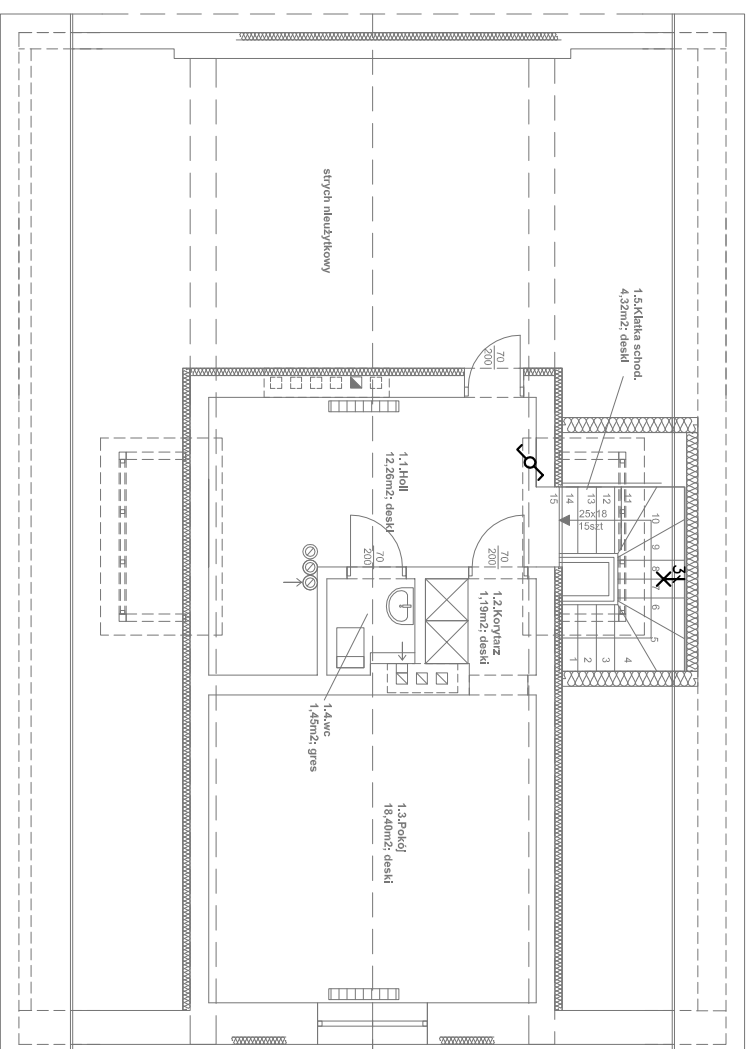 strych nieużytkowy
1.5.Klatka schod.
4,32m2; deski
70
200
1.1.Holl
12,26m2; deski
15
14
13
12
11
10
9
8
7
6
5
4
3
2
1
25x18
15szt
70
200
70
200
1.2.Korytarz
1,19m2; deski
1.4.wc
1,45m2; gres
1.3.Pokój
18,40m2; deski